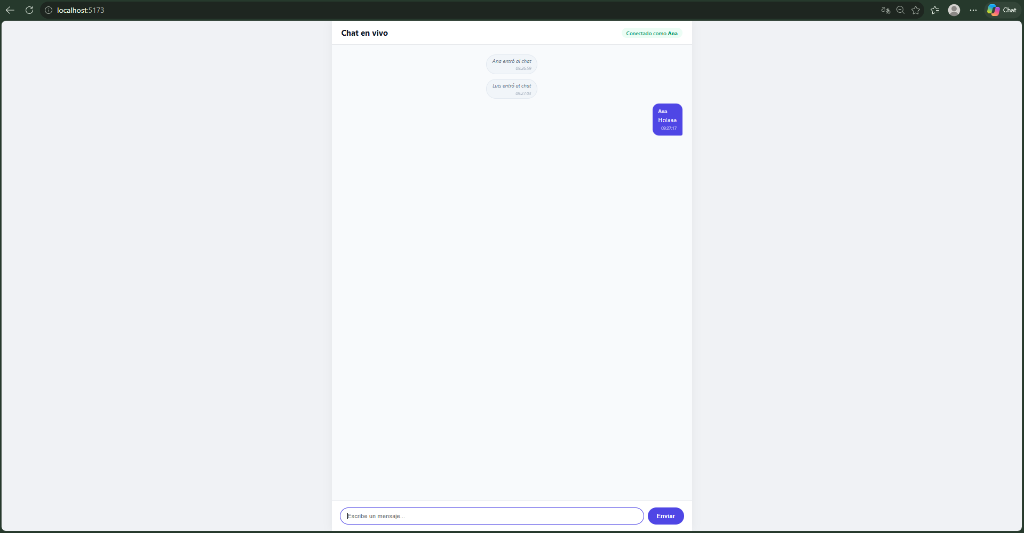 localhost:5173
Chat
Chat en vivo
Conectado como Ana
Ana entró al chat
Luis entró al chat
Ana
Holaaa
Escribe un mensaje...
Enviar